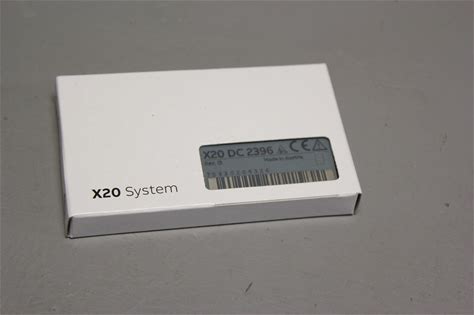 X20 DC 2396
Made in Austria
X20 System